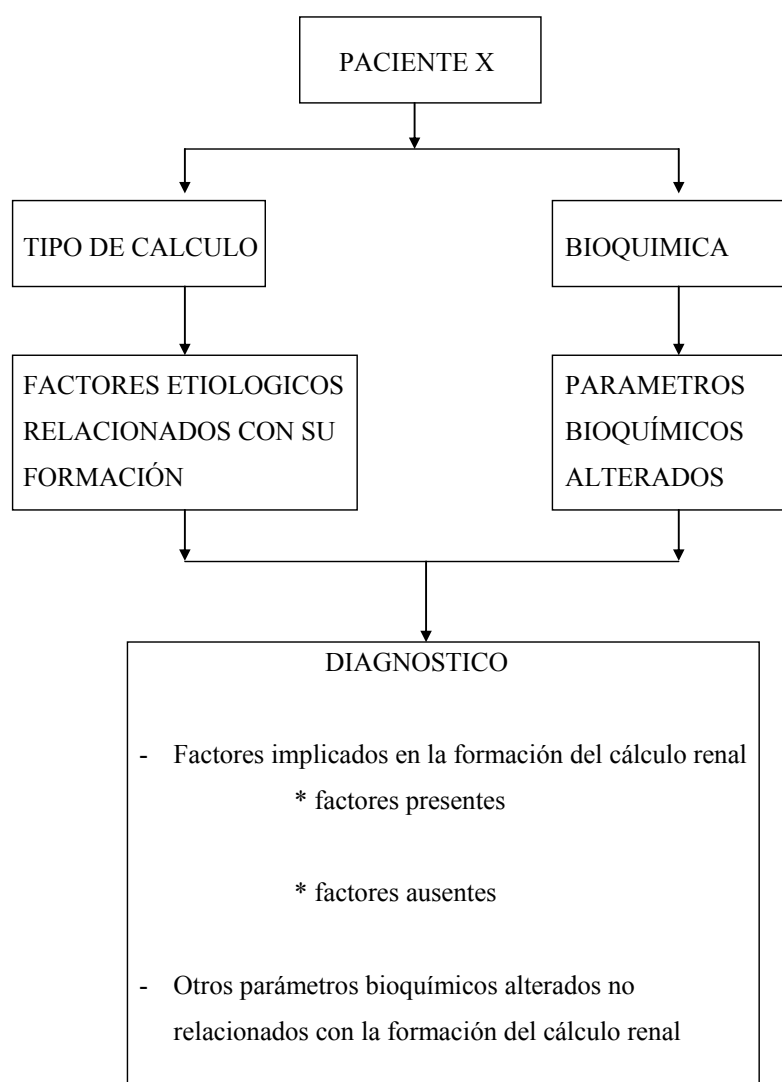 PACIENTE X
TIPO DE CALCULO
BIOQUIMICA
FACTORES ETIOLOGICOS
RELACIONADOS CON SU
FORMACIÓN
PARAMETROS
BIOQUÍMICOS
ALTERADOS
DIAGNOSTICO
- Factores implicados en la formación del cálculo renal
* factores presentes
* factores ausentes
- Otros parámetros bioquímicos alterados no
relacionados con la formación del cálculo renal